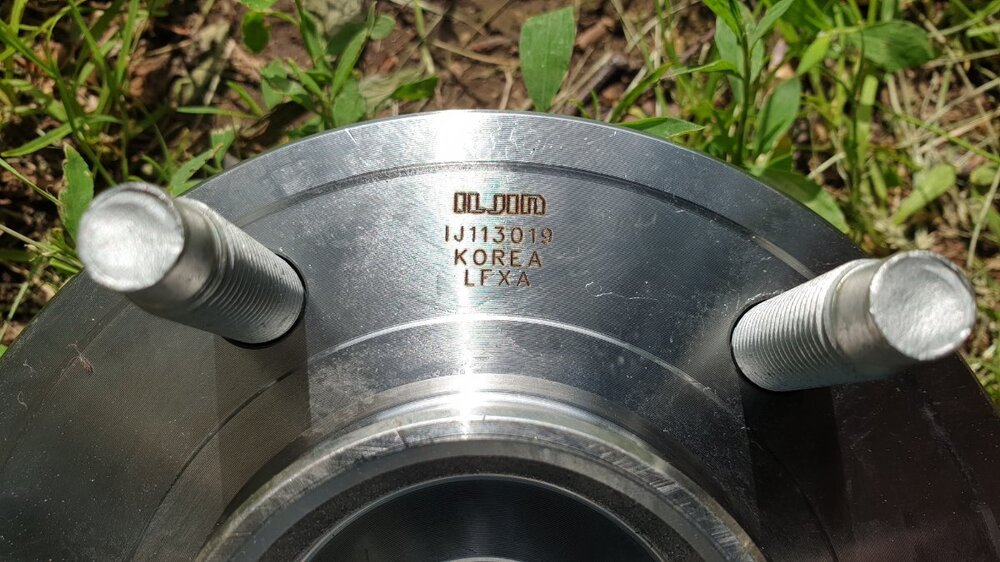 ILJIN
IJ113019
KOREA
LFXA